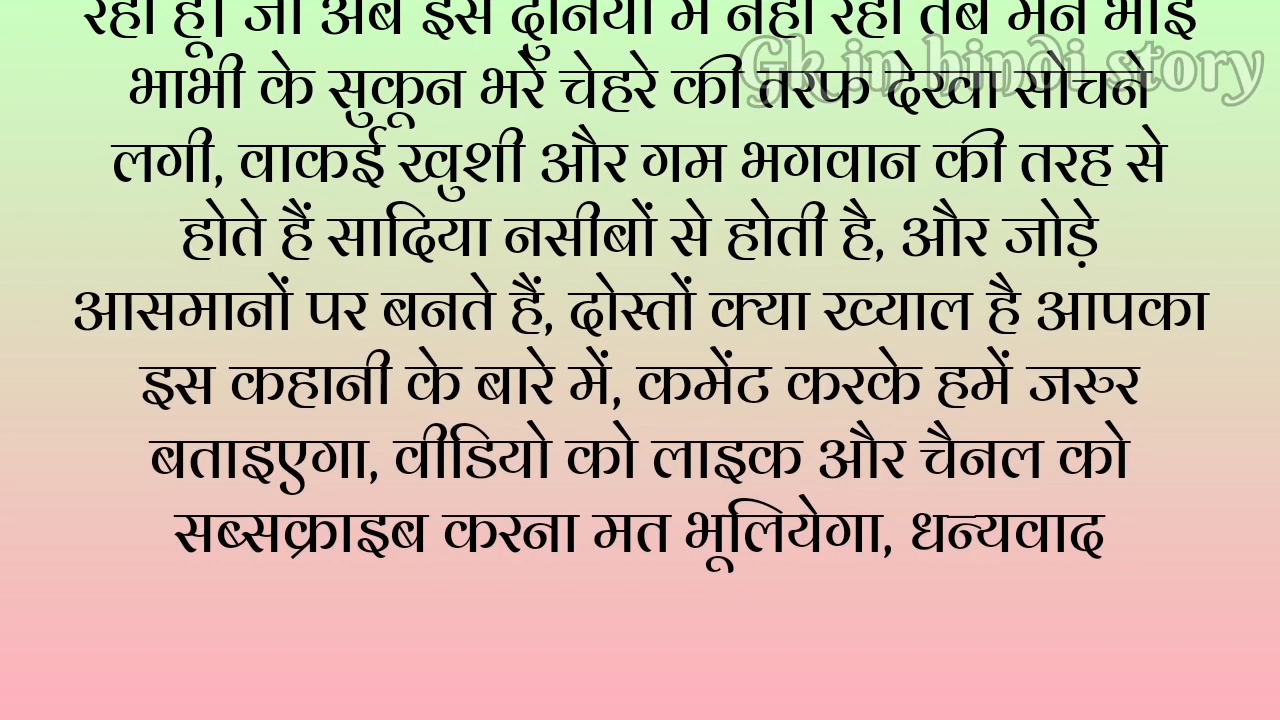 रहा हूं। जो अब इस दुनिया में नहीं रही तब मैंने भाई
Gk in hindi story
भाभी के सुकून भरे चेहरे की तरफ देखा सोचने
लगी, वाकई खुशी और गम भगवान की तरह से
होते हैं सादिया नसीबों से होती है, और जोड़े
आसमानों पर बनते हैं, दोस्तों क्या ख्याल है आपका
इस कहानी के बारे में, कमेंट करके हमें जरुर
बताइएगा, वीडियो को लाइक और चैनल को
सब्सक्राइब करना मत भूलियेगा, धन्यवाद